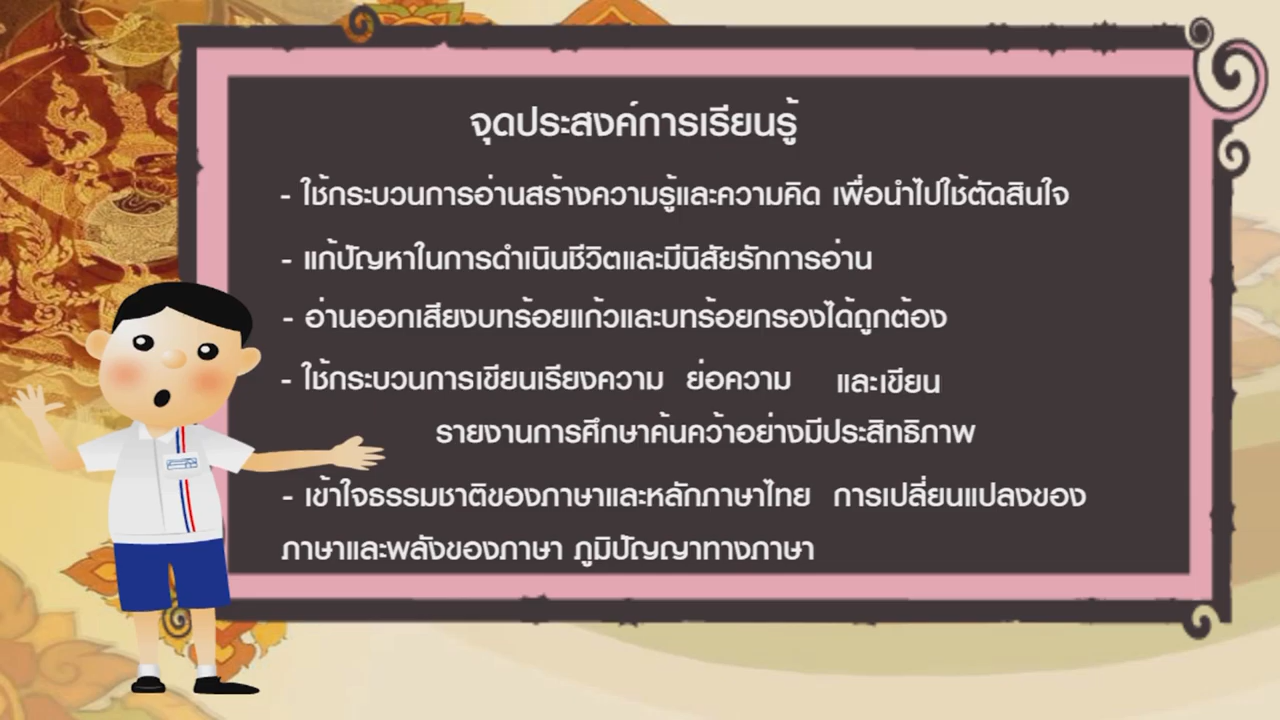 จุดประสงค์การเรียนรู้
- ใช้กระบวนการอ่านสร้างความรู้และความคิด เพื่อนำไปใช้ตัดสินใจ
- แก้ปัญหาในการดำเนินชีวิตและมีนิสัยรักการอ่าน
- อ่านออกเสียงบทร้อยแก้วและบทร้อยกรองได้ถูกต้อง
- ใช้กระบวนการเขียนเรียงความ ย่อความ และเขียน
รายงานการศึกษาค้นคว้าอย่างมีประสิทธิภาพ
- เข้าใจธรรมชาติของภาษาและหลักภาษาไทย การเปลี่ยนแปลงของ
ภาษาและพลังของภาษา ภูมิปัญญาทางภาษา